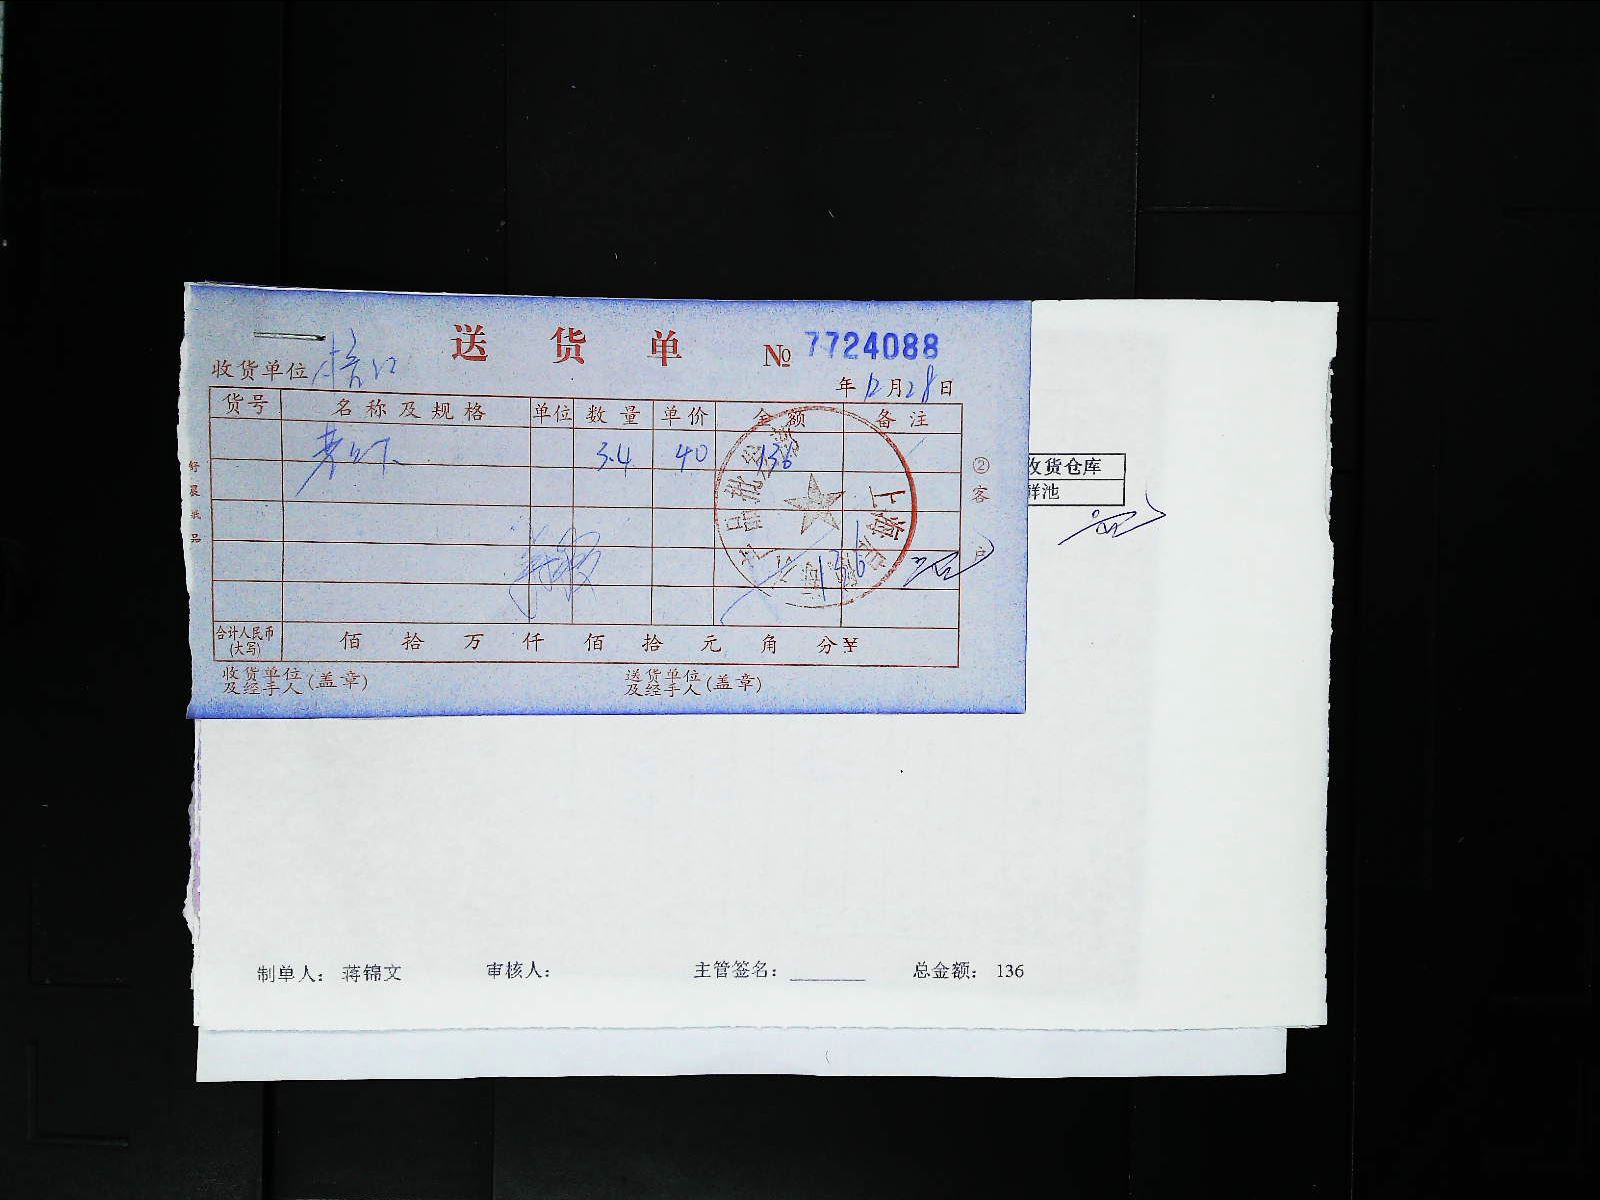 送货单 № 7724088
收货单位
年12月28日
货号 名称及规格 单位 数量 单价 金额 备注
3.4 40 136
136
合计人民币(大写) 佰 拾 万 仟 佰 拾 元 角 分¥
收货单位及经手人(盖章) 送货单位及经手人(盖章)
②客户
上海
收货仓库
祥池
制单人: 蒋锦文 审核人: 主管签名: 总金额: 136